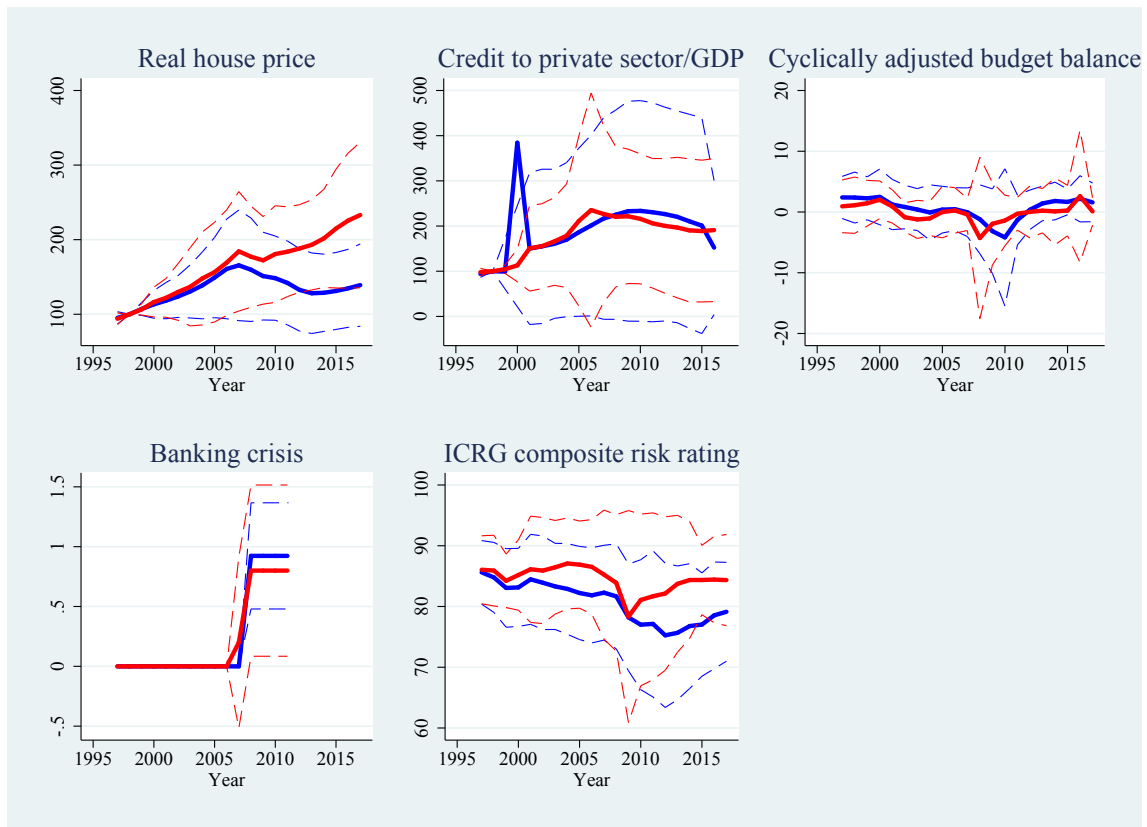 Real house price
400
300
200
100
1995 2000 2005 2010 2015
Year
Credit to private sector/GDP
500
400
300
200
100
0
1995 2000 2005 2010 2015
Year
Cyclically adjusted budget balance
20
10
0
-10
-20
1995 2000 2005 2010 2015
Year
Banking crisis
1.5
1
.5
0
-.5
1995 2000 2005 2010 2015
Year
ICRG composite risk rating
100
90
80
70
60
1995 2000 2005 2010 2015
Year